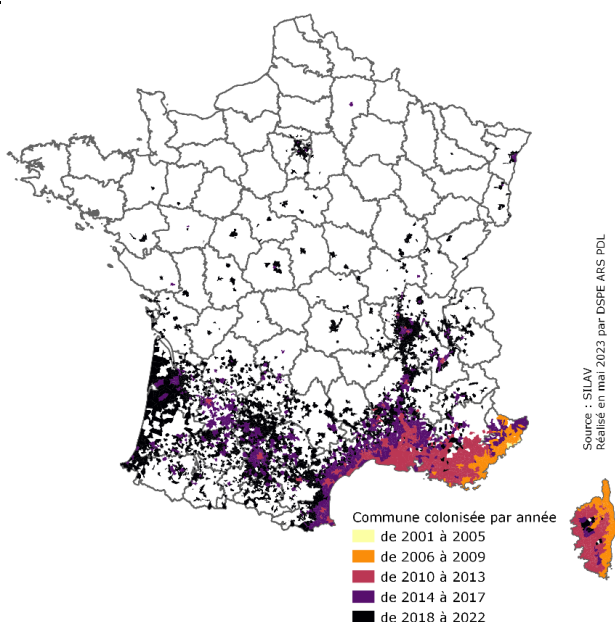 Source : SILAV
Réalisé en mai 2023 par DSPE ARS PDL
Commune colonisée par année
de 2001 à 2005
de 2006 à 2009
de 2010 à 2013
de 2014 à 2017
de 2018 à 2022